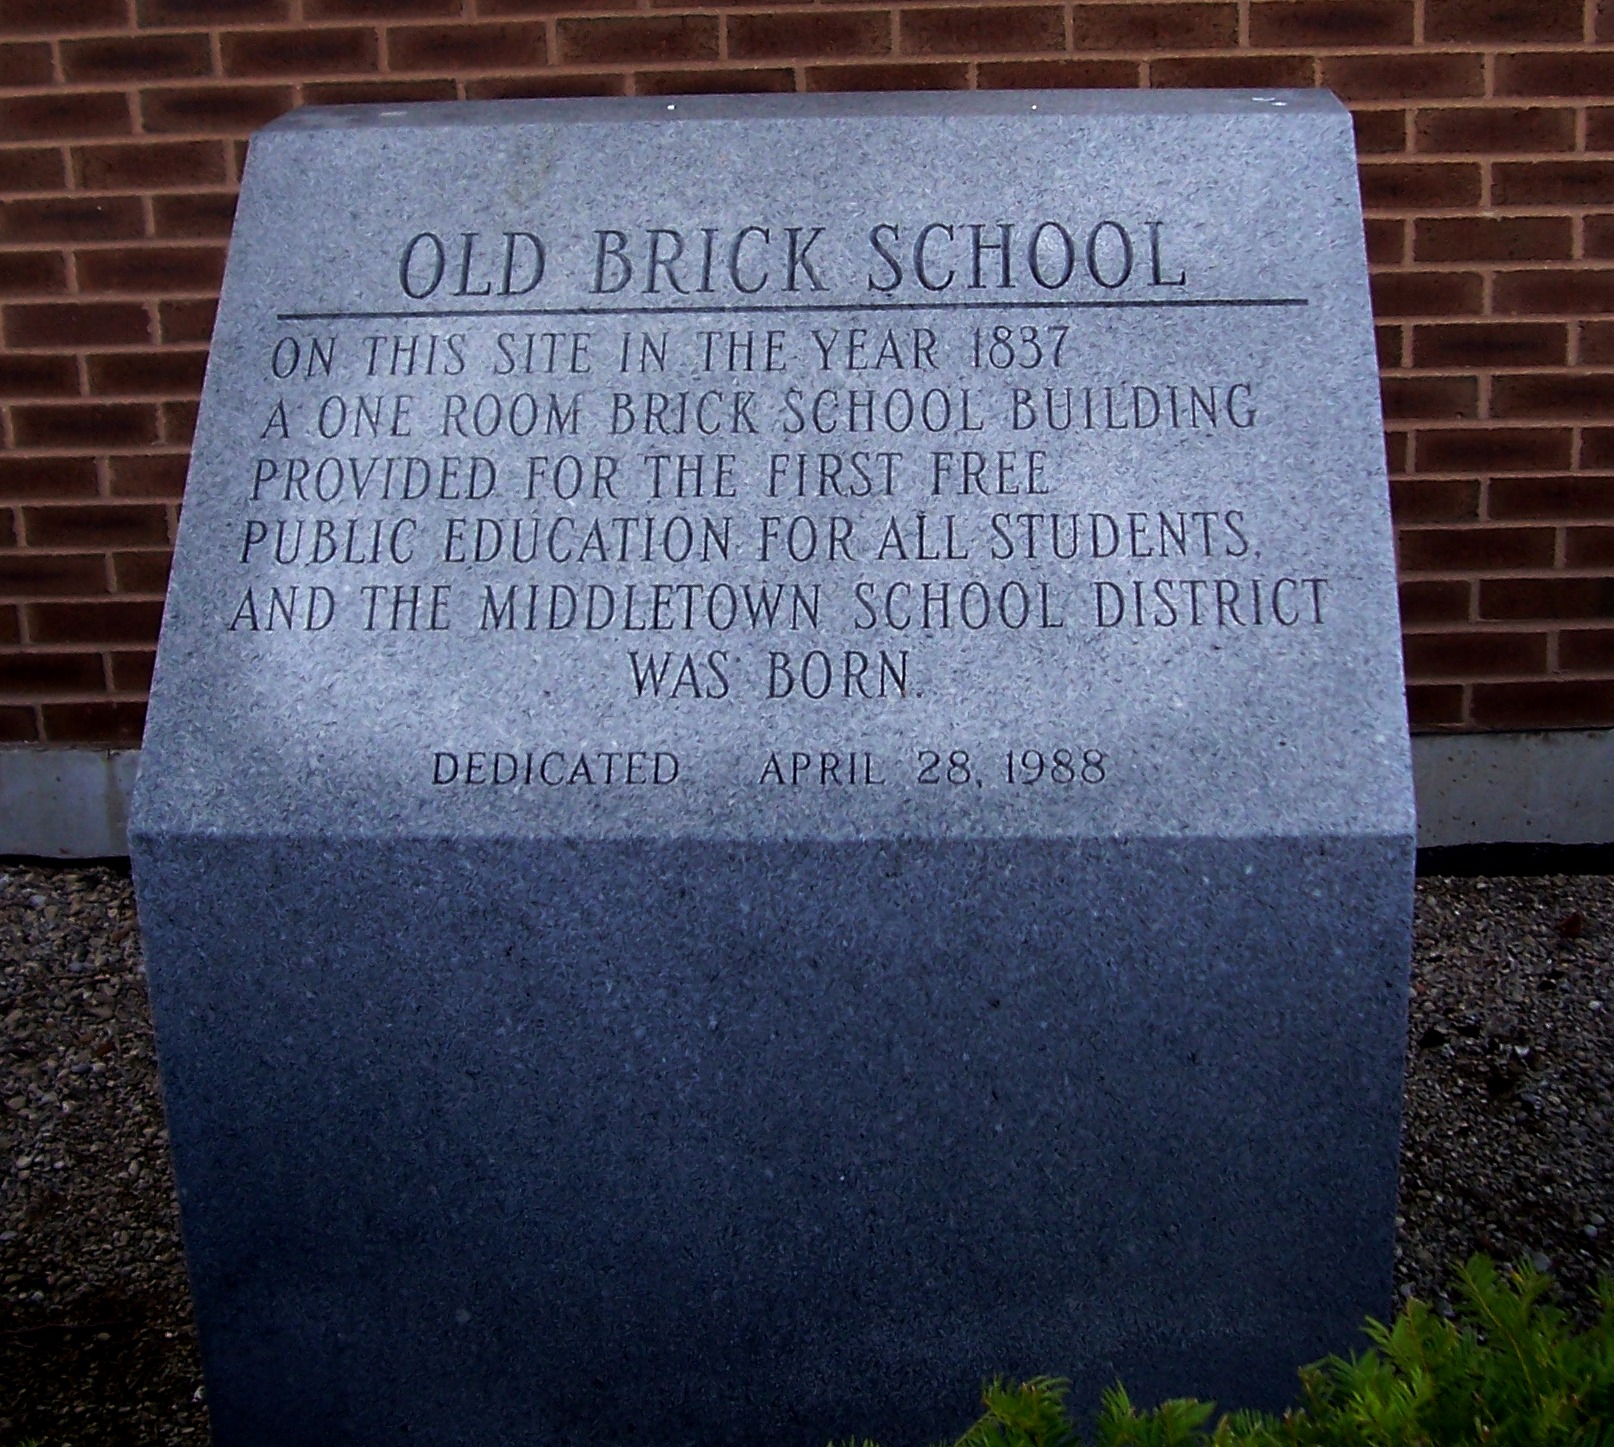 OLD BRICK SCHOOL
ON THIS SITE IN THE YEAR 1837
A ONE ROOM BRICK SCHOOL BUILDING
PROVIDED FOR THE FIRST FREE
PUBLIC EDUCATION FOR ALL STUDENTS,
AND THE MIDDLETOWN SCHOOL DISTRICT
WAS BORN.
DEDICATED APRIL 28, 1988